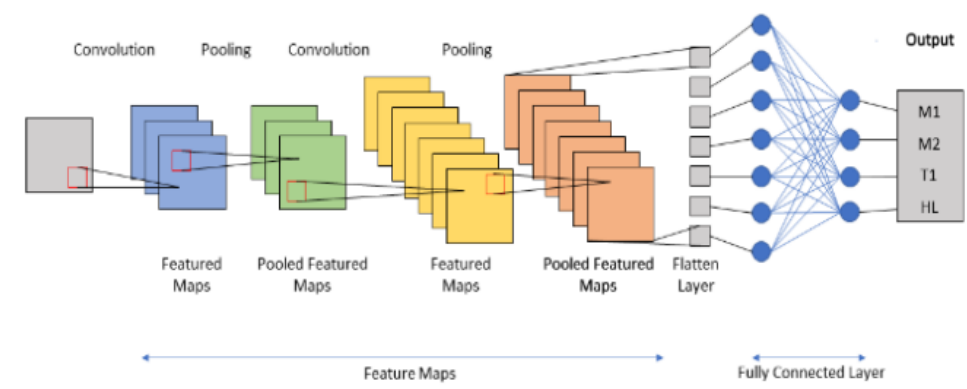 Convolution
Pooling
Convolution
Pooling
Output
M1
M2
T1
HL
Featured
Maps
Pooled Featured
Maps
Featured
Maps
Pooled Featured
Maps
Flatten
Layer
Feature Maps
Fully Connected Layer